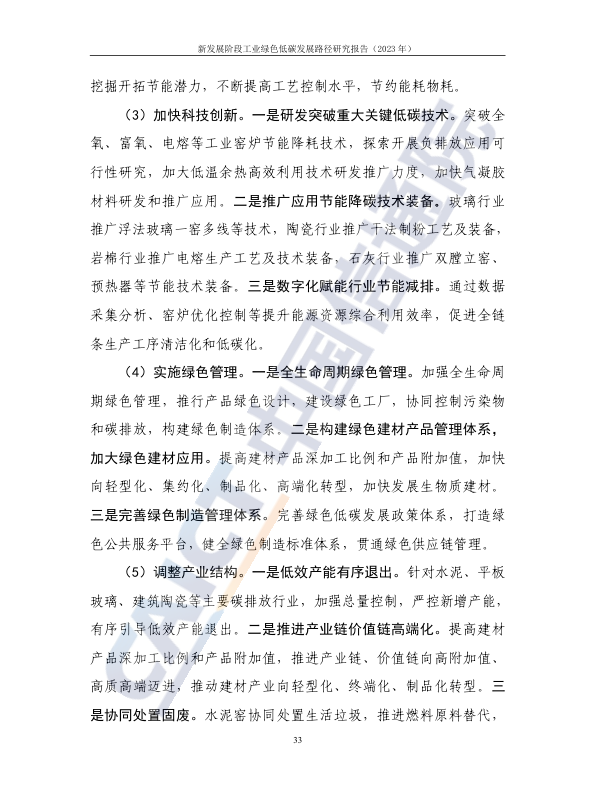 新发展阶段工业绿色低碳发展路径研究报告（2023 年）
挖掘开拓节能潜力，不断提高工艺控制水平，节约能耗物耗。
（3）加快科技创新。一是研发突破重大关键低碳技术。突破全
氧、富氧、电熔等工业窑炉节能降耗技术，探索开展负排放应用可
行性研究，加大低温余热高效利用技术研发推广力度，加快气凝胶
材料研发和推广应用。二是推广应用节能降碳技术装备。玻璃行业
推广浮法玻璃一窑多线等技术，陶瓷行业推广干法制粉工艺及装备，
岩棉行业推广电熔生产工艺及技术装备，石灰行业推广双膛立窑、
预热器等节能技术装备。三是数字化赋能行业节能减排。通过数据
采集分析、窑炉优化控制等提升能源资源综合利用效率，促进全链
条生产工序清洁化和低碳化。
（4）实施绿色管理。一是全生命周期绿色管理。加强全生命周
期绿色管理，推行产品绿色设计，建设绿色工厂，协同控制污染物
和碳排放，构建绿色制造体系。二是构建绿色建材产品管理体系，
加大绿色建材应用。提高建材产品深加工比例和产品附加值，加快
向轻型化、集约化、制品化、高端化转型，加快发展生物质建材。
三是完善绿色制造管理体系。完善绿色低碳发展政策体系，打造绿
色公共服务平台，健全绿色制造标准体系，贯通绿色供应链管理。
（5）调整产业结构。一是低效产能有序退出。针对水泥、平板
玻璃、建筑陶瓷等主要碳排放行业，加强总量控制，严控新增产能，
有序引导低效产能退出。二是推进产业链价值链高端化。提高建材
产品深加工比例和产品附加值，推进产业链、价值链向高附加值、
高质高端迈进，推动建材产业向轻型化、终端化、制品化转型。三
是协同处置固废。水泥窑协同处置生活垃圾，推进燃料原料替代，
33
CAICT 中国信通院